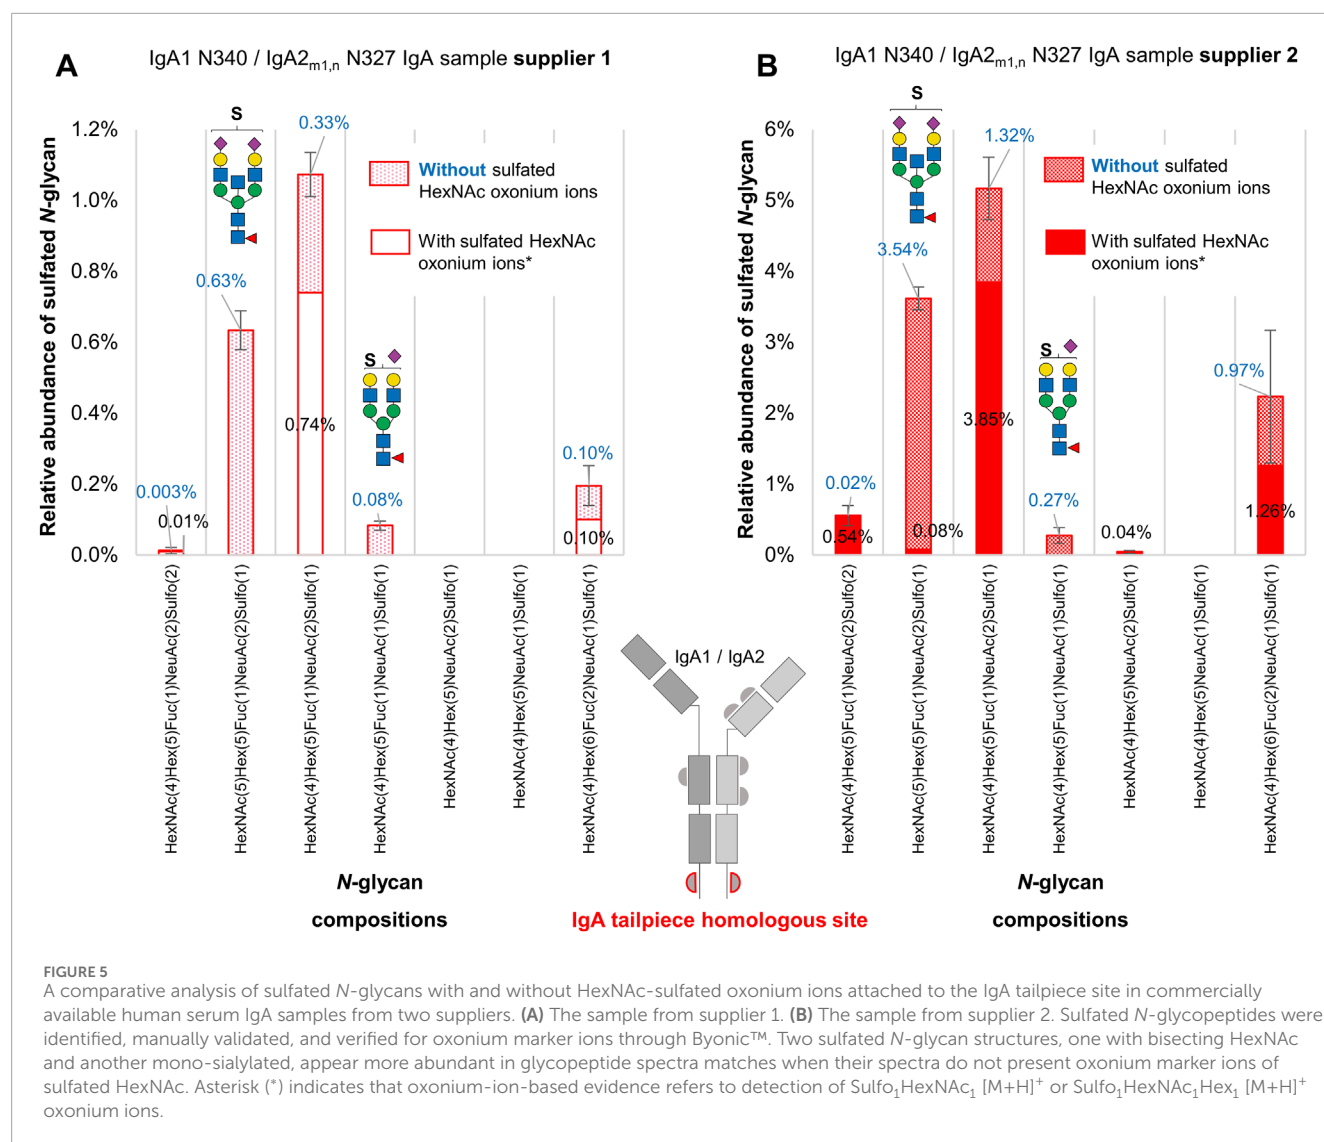 A
IgA1 N340 / IgA2m1,n N327 IgA sample supplier 1
Relative abundance of sulfated N-glycan
1.2%
1.0%
0.8%
0.6%
0.4%
0.2%
0.0%
S
0.33%
0.63%
Without sulfated
HexNAc oxonium ions
With sulfated HexNAc
oxonium ions*
S
0.74%
0.003%
0.01%
0.08%
0.10%
0.10%
HexNAc(4)Hex(5)Fuc(1)NeuAc(2)Sulfo(2)
HexNAc(5)Hex(5)Fuc(1)NeuAc(2)Sulfo(1)
HexNAc(4)Hex(5)Fuc(1)NeuAc(2)Sulfo(1)
HexNAc(4)Hex(5)Fuc(1)NeuAc(1)Sulfo(1)
HexNAc(4)Hex(5)NeuAc(2)Sulfo(1)
HexNAc(4)Hex(5)NeuAc(1)Sulfo(1)
HexNAc(4)Hex(6)Fuc(2)NeuAc(1)Sulfo(1)
N-glycan
compositions
B
IgA1 N340 / IgA2m1,n N327 IgA sample supplier 2
Relative abundance of sulfated N-glycan
6%
5%
4%
3%
2%
1%
0%
S
1.32%
3.54%
Without sulfated
HexNAc oxonium ions
With sulfated HexNAc
oxonium ions*
S
0.97%
3.85%
0.02%
0.54%
0.08%
0.27%
0.04%
1.26%
HexNAc(4)Hex(5)Fuc(1)NeuAc(2)Sulfo(2)
HexNAc(5)Hex(5)Fuc(1)NeuAc(2)Sulfo(1)
HexNAc(4)Hex(5)Fuc(1)NeuAc(2)Sulfo(1)
HexNAc(4)Hex(5)Fuc(1)NeuAc(1)Sulfo(1)
HexNAc(4)Hex(5)NeuAc(2)Sulfo(1)
HexNAc(4)Hex(5)NeuAc(1)Sulfo(1)
HexNAc(4)Hex(6)Fuc(2)NeuAc(1)Sulfo(1)
N-glycan
compositions
IgA1 / IgA2
IgA tailpiece homologous site
FIGURE 5
A comparative analysis of sulfated N-glycans with and without HexNAc-sulfated oxonium ions attached to the IgA tailpiece site in commercially
available human serum IgA samples from two suppliers. (A) The sample from supplier 1. (B) The sample from supplier 2. Sulfated N-glycopeptides were
identified, manually validated, and verified for oxonium marker ions through Byonic™. Two sulfated N-glycan structures, one with bisecting HexNAc
and another mono-sialylated, appear more abundant in glycopeptide spectra matches when their spectra do not present oxonium marker ions of
sulfated HexNAc. Asterisk (*) indicates that oxonium-ion-based evidence refers to detection of Sulfo1HexNAc1 [M+H]+ or Sulfo1HexNAc1Hex1 [M+H]+
oxonium ions.